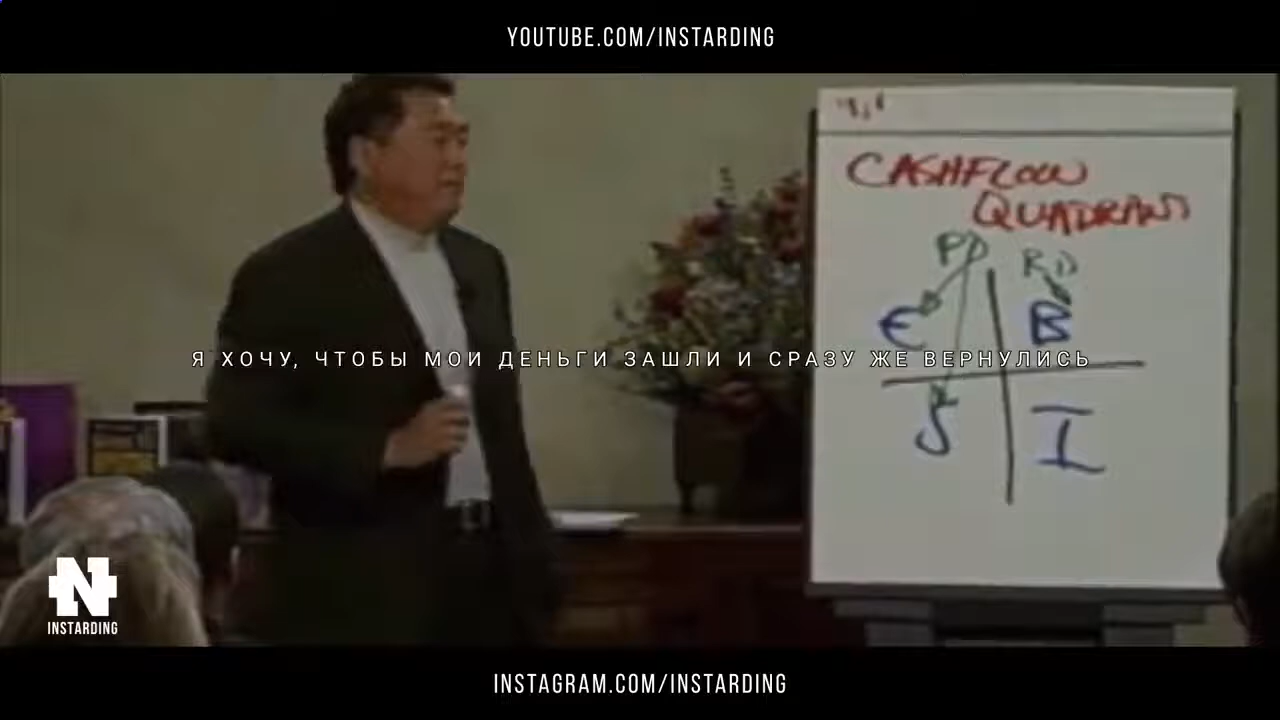 YOUTUBE.COM/INSTARDING
CASHFLOW
QUADRANT
PD RD
E B
Я ХОЧУ, ЧТОБЫ МОИ ДЕНЬГИ ЗАШЛИ И СРАЗУ ЖЕ ВЕРНУЛИСЬ
S I
N
INSTARDING
INSTAGRAM.COM/INSTARDING